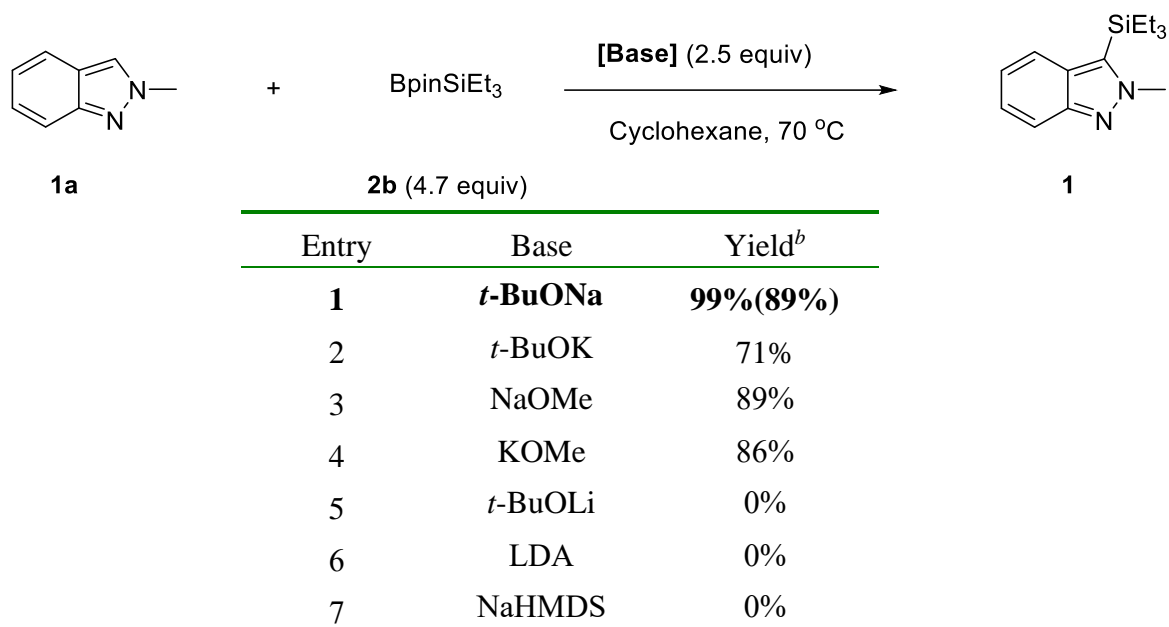 SiEt3
[Base] (2.5 equiv)
N
N
+
BpinSiEt3
N
N
Cyclohexane, 70 oC
1a
2b (4.7 equiv)
1
Entry Base Yieldb
1 t-BuONa 99%(89%)
2 t-BuOK 71%
3 NaOMe 89%
4 KOMe 86%
5 t-BuOLi 0%
6 LDA 0%
7 NaHMDS 0%